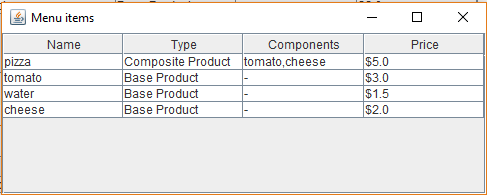 Menu items
Name Type Components Price
pizza Composite Product tomato,cheese $5.0
tomato Base Product - $3.0
water Base Product - $1.5
cheese Base Product - $2.0